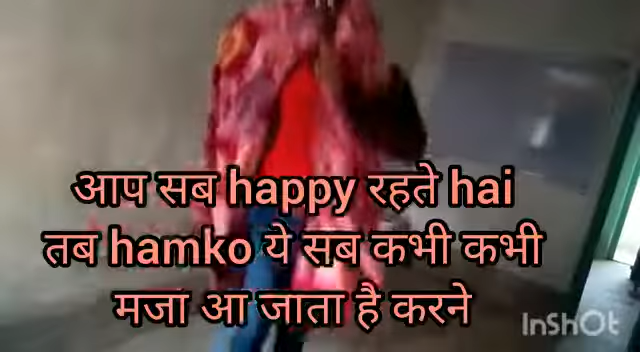 आप सब happy रहते hai
तब hamko ये सब कभी कभी
मजा आ जाता है करने
InShOt